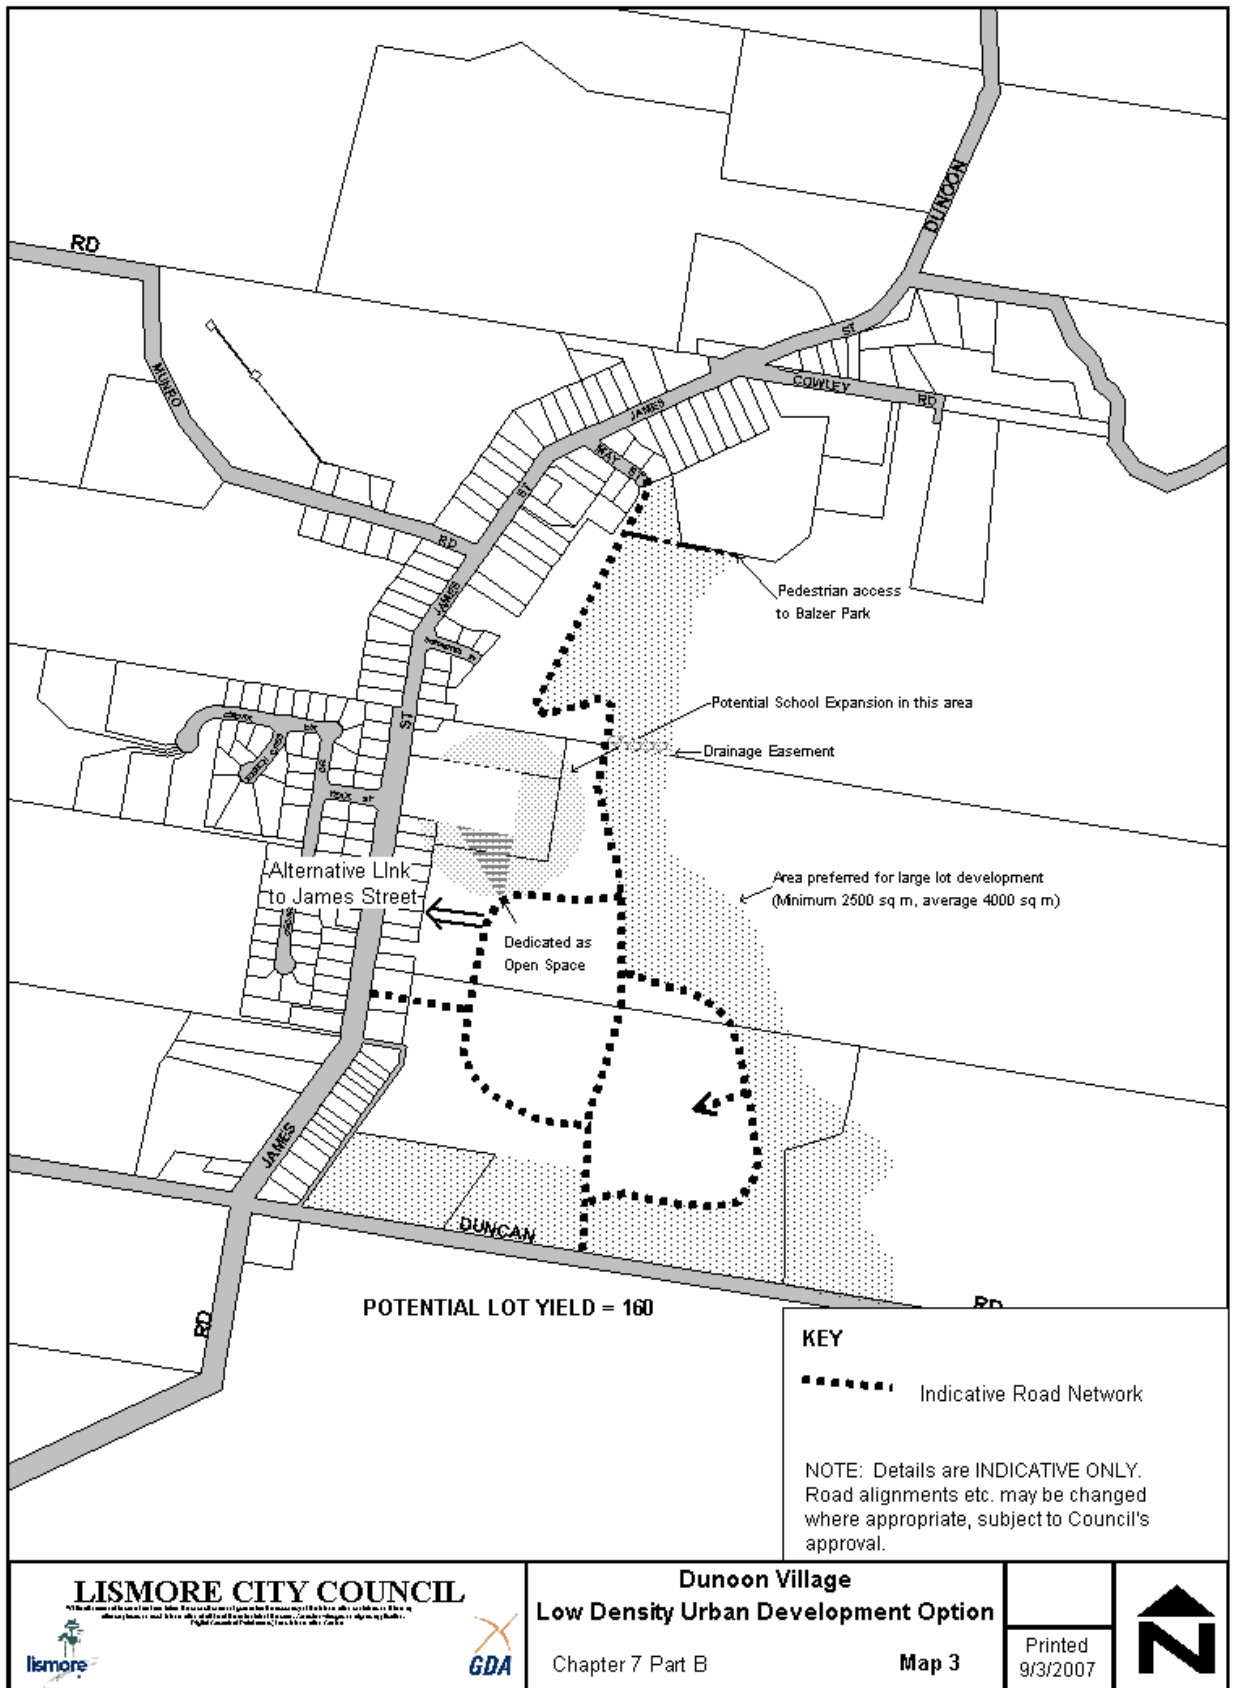 DUNOON
RD
MUNRO
ST
COWLEY
RD
JAMES
MAY ST
ST
RD
JAMES
Pedestrian access
to Balzer Park
ST
Potential School Expansion in this area
Drainage Easement
Alternative LInk
to James Street
Area preferred for large lot development
(Minimum 2500 sq m, average 4000 sq m)
Dedicated as
Open Space
JAMES
DUNCAN
RD
POTENTIAL LOT YIELD = 160
RD
KEY
Indicative Road Network
NOTE: Details are INDICATIVE ONLY.
Road alignments etc. may be changed
where appropriate, subject to Council's
approval.
LISMORE CITY COUNCIL
lismore
GDA
Dunoon Village
Low Density Urban Development Option
Chapter 7 Part B
Map 3
Printed
9/3/2007
N